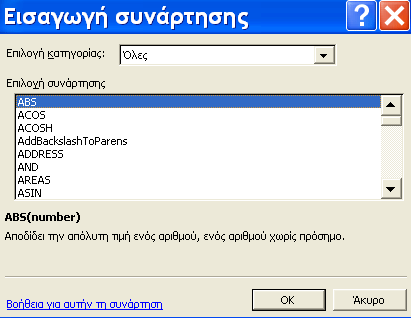 Εισαγωγή συνάρτησης
Επιλογή κατηγορίας: Όλες
Επιλοχή συνάρτησης
ABS
ACOS
ACOSH
AddBackslashToParens
ADDRESS
AND
AREAS
ASIN
ABS(number)
Αποδίδει την απόλυτη τιμή ενός αριθμού, ενός αριθμού χωρίς πρόσημο.
Βοήθεια για αυτήν τη συνάρτηση
OK Άκυρο